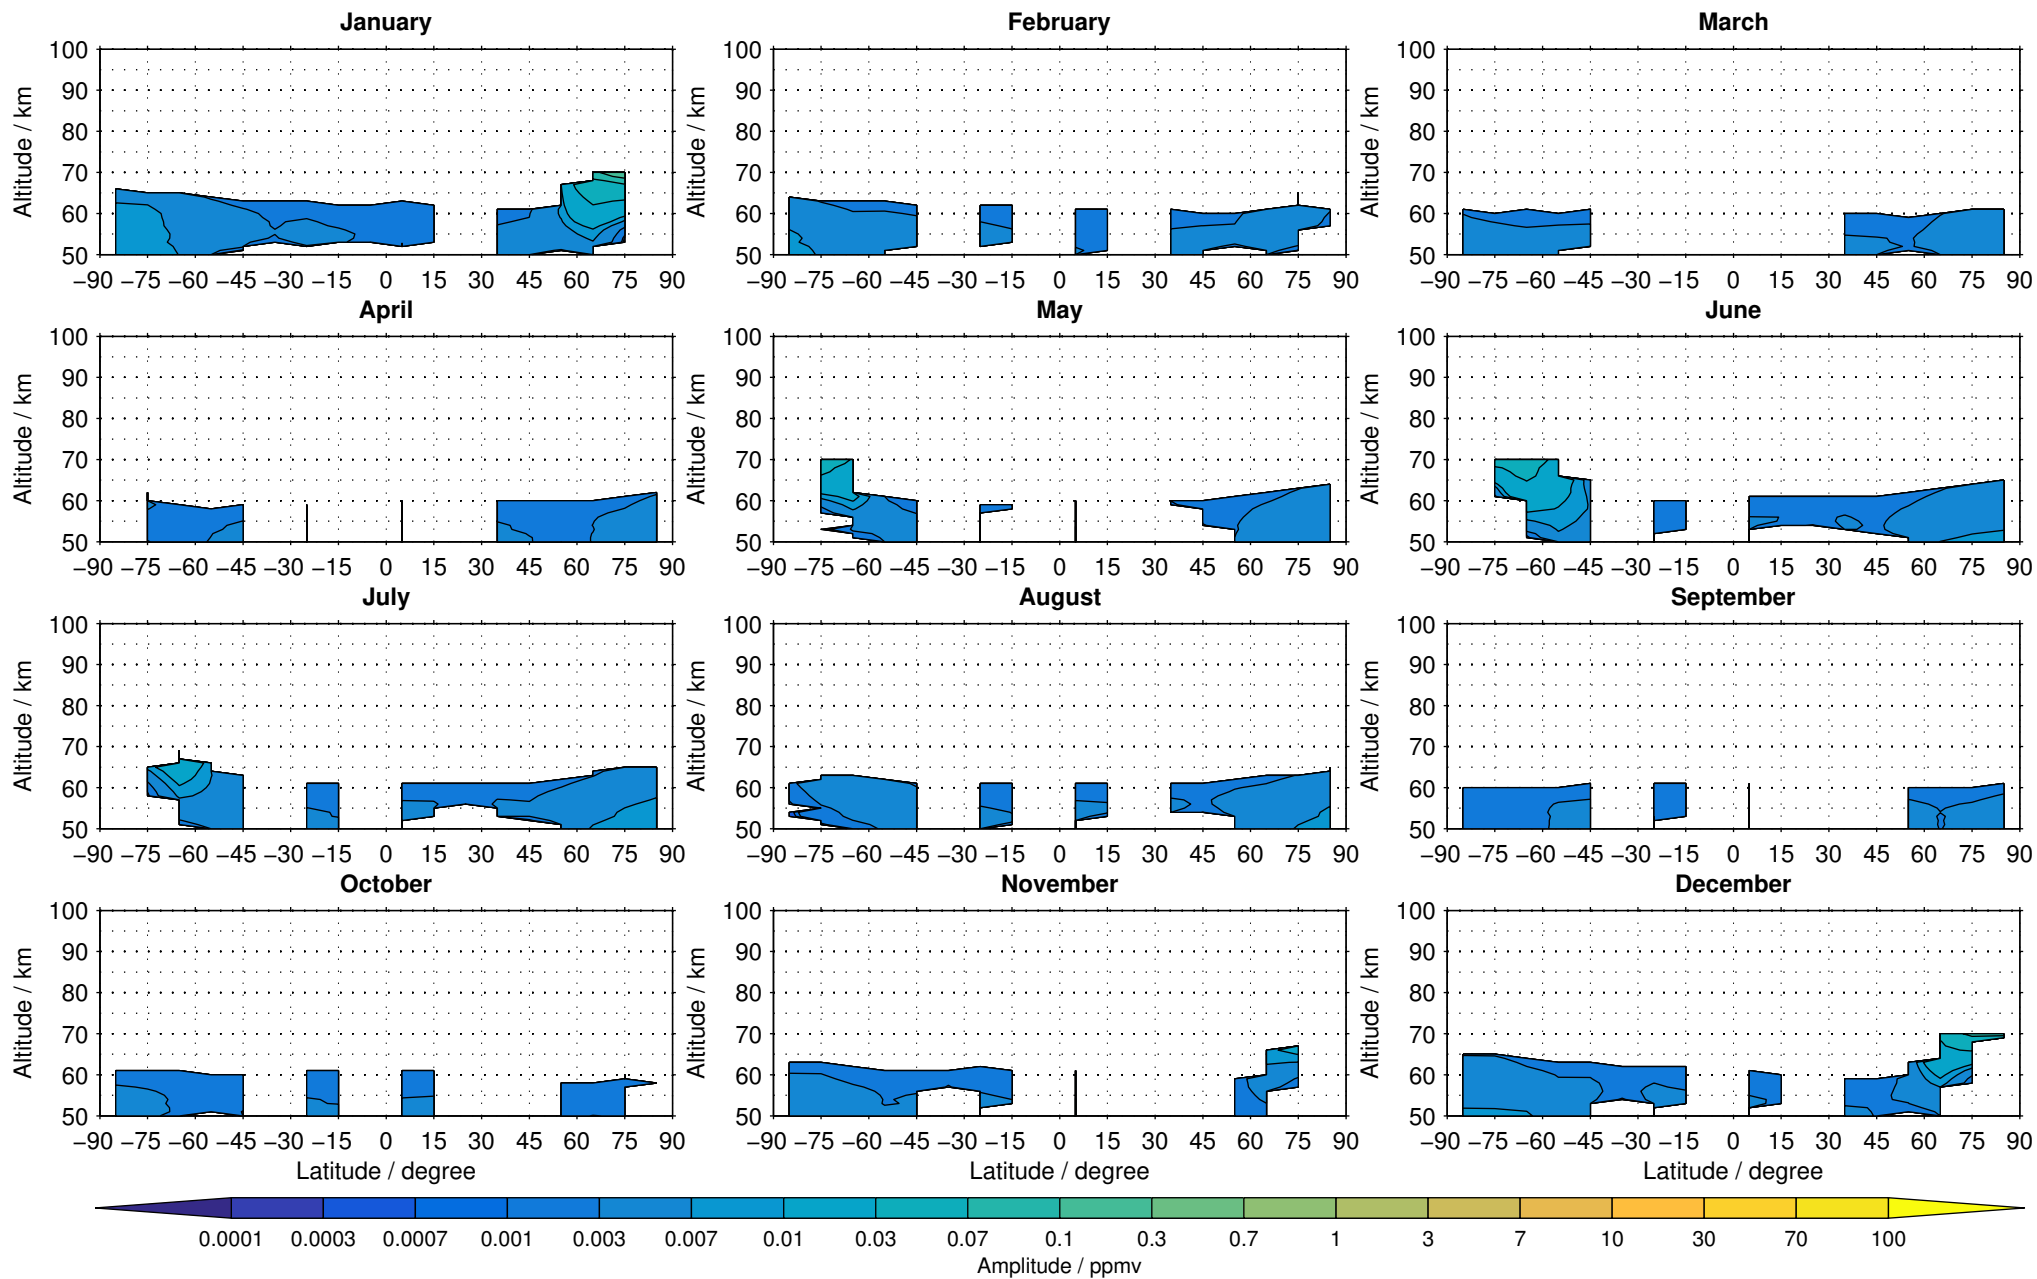 January February March
100 100 100
90 90 90
80 80 80
70 70 70
60 60 60
50 50 50
Altitude / km Altitude / km Altitude / km
−90 −75 −60 −45 −30 −15 0 15 30 45 60 75 90 −90 −75 −60 −45 −30 −15 0 15 30 45 60 75 90 −90 −75 −60 −45 −30 −15 0 15 30 45 60 75 90
April May June
100 100 100
90 90 90
80 80 80
70 70 70
60 60 60
50 50 50
Altitude / km Altitude / km Altitude / km
−90 −75 −60 −45 −30 −15 0 15 30 45 60 75 90 −90 −75 −60 −45 −30 −15 0 15 30 45 60 75 90 −90 −75 −60 −45 −30 −15 0 15 30 45 60 75 90
July August September
100 100 100
90 90 90
80 80 80
70 70 70
60 60 60
50 50 50
Altitude / km Altitude / km Altitude / km
−90 −75 −60 −45 −30 −15 0 15 30 45 60 75 90 −90 −75 −60 −45 −30 −15 0 15 30 45 60 75 90 −90 −75 −60 −45 −30 −15 0 15 30 45 60 75 90
October November December
100 100 100
90 90 90
80 80 80
70 70 70
60 60 60
50 50 50
Altitude / km Altitude / km Altitude / km
−90 −75 −60 −45 −30 −15 0 15 30 45 60 75 90 −90 −75 −60 −45 −30 −15 0 15 30 45 60 75 90 −90 −75 −60 −45 −30 −15 0 15 30 45 60 75 90
Latitude / degree Latitude / degree Latitude / degree
0.0001 0.0003 0.0007 0.001 0.003 0.007 0.01 0.03 0.07 0.1 0.3 0.7 1 3 7 10 30 70 100
Amplitude / ppmv